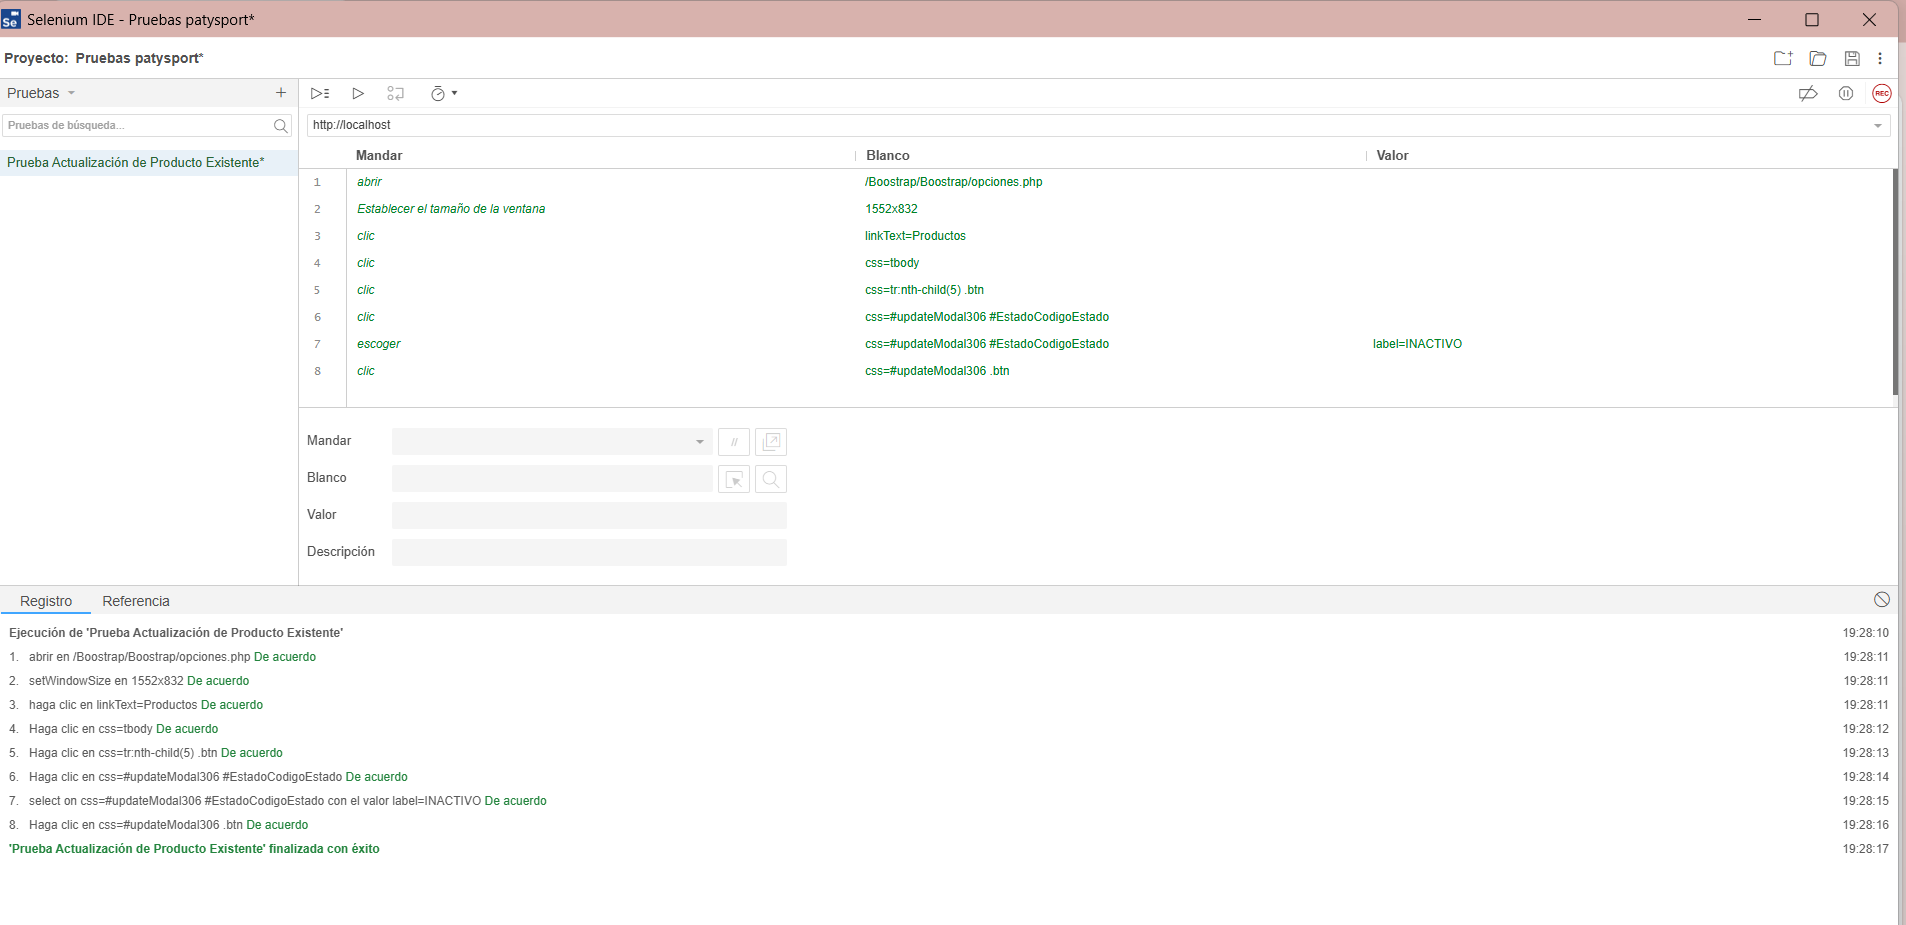 Selenium IDE - Pruebas patysport*
Proyecto: Pruebas patysport*
Pruebas
Pruebas de búsqueda...
Prueba Actualización de Producto Existente*
REC
http://localhost
Mandar Blanco Valor
1 abrir /Boostrap/Boostrap/opciones.php
2 Establecer el tamaño de la ventana 1552x832
3 clic linkText=Productos
4 clic css=tbody
5 clic css=tr:nth-child(5) .btn
6 clic css=#updateModal306 #EstadoCodigoEstado
7 escoger css=#updateModal306 #EstadoCodigoEstado label=INACTIVO
8 clic css=#updateModal306 .btn
Mandar //
Blanco
Valor
Descripción
Registro Referencia
Ejecución de 'Prueba Actualización de Producto Existente' 19:28:10
1. abrir en /Boostrap/Boostrap/opciones.php De acuerdo 19:28:11
2. setWindowSize en 1552x832 De acuerdo 19:28:11
3. haga clic en linkText=Productos De acuerdo 19:28:11
4. Haga clic en css=tbody De acuerdo 19:28:12
5. Haga clic en css=tr:nth-child(5) .btn De acuerdo 19:28:13
6. Haga clic en css=#updateModal306 #EstadoCodigoEstado De acuerdo 19:28:14
7. select on css=#updateModal306 #EstadoCodigoEstado con el valor label=INACTIVO De acuerdo 19:28:15
8. Haga clic en css=#updateModal306 .btn De acuerdo 19:28:16
'Prueba Actualización de Producto Existente' finalizada con éxito 19:28:17